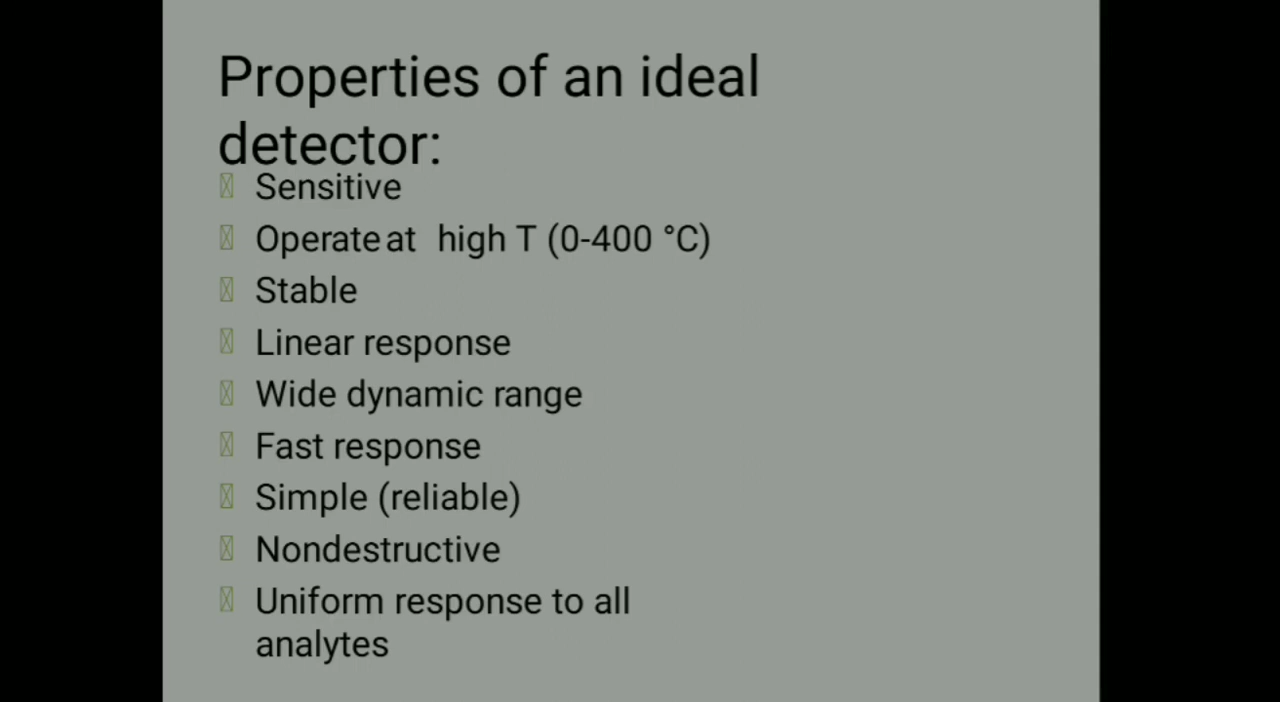 Properties of an ideal
detector:
Sensitive
Operate at high T (0-400 °C)
Stable
Linear response
Wide dynamic range
Fast response
Simple (reliable)
Nondestructive
Uniform response to all
analytes